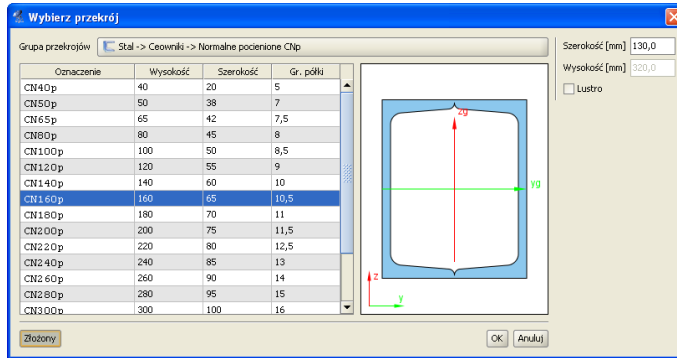 Wybierz przekrój
Grupa przekrojów Stal -> Ceowniki -> Normalne pocienione CNp
Szerokość [mm] 130,0
Wysokość [mm] 320,0
Lustro
Oznaczenie Wysokość Szerokość Gr. półki
CN40p 40 20 5
CN50p 50 38 7
CN65p 65 42 7,5
CN80p 80 45 8
CN100p 100 50 8,5
CN120p 120 55 9
CN140p 140 60 10
CN160p 160 65 10,5
CN180p 180 70 11
CN200p 200 75 11,5
CN220p 220 80 12,5
CN240p 240 85 13
CN260p 260 90 14
CN280p 280 95 15
CN300p 300 100 16
zg
yg
z
y
Złożony
OK Anuluj